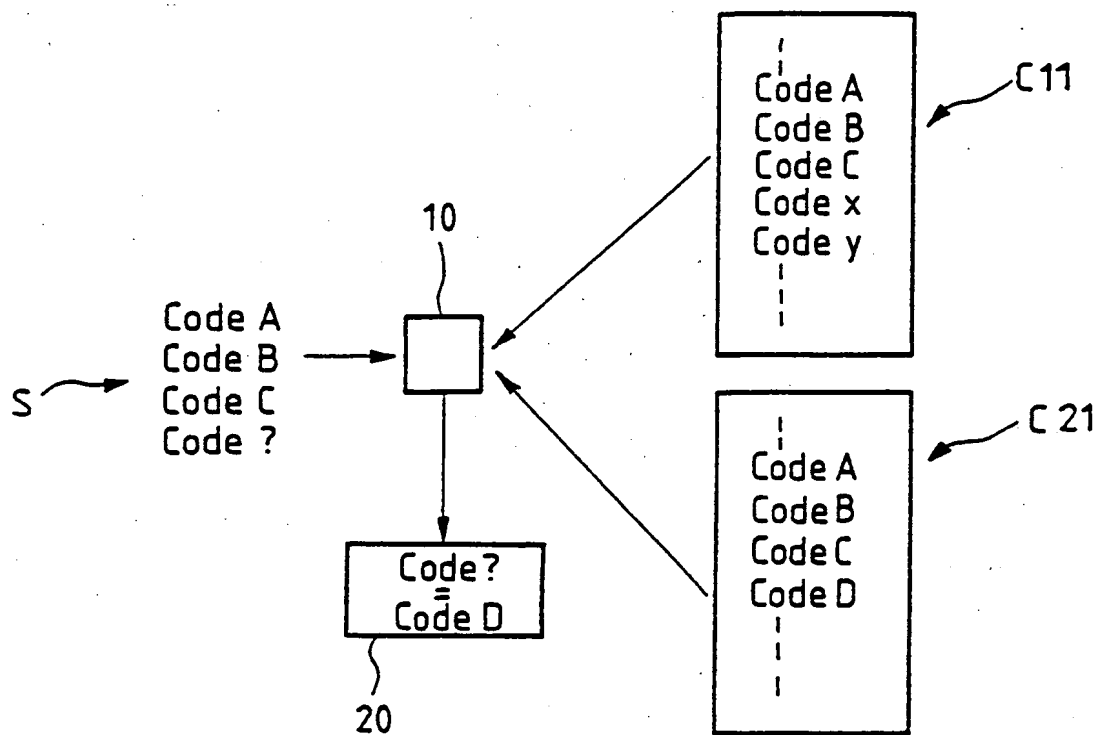 Code A
Code B
Code C
Code x
Code y
C11
10
Code A
Code B
Code C
Code ?
S
Code ?
=
Code D
20
Code A
Code B
Code C
Code D
C 21